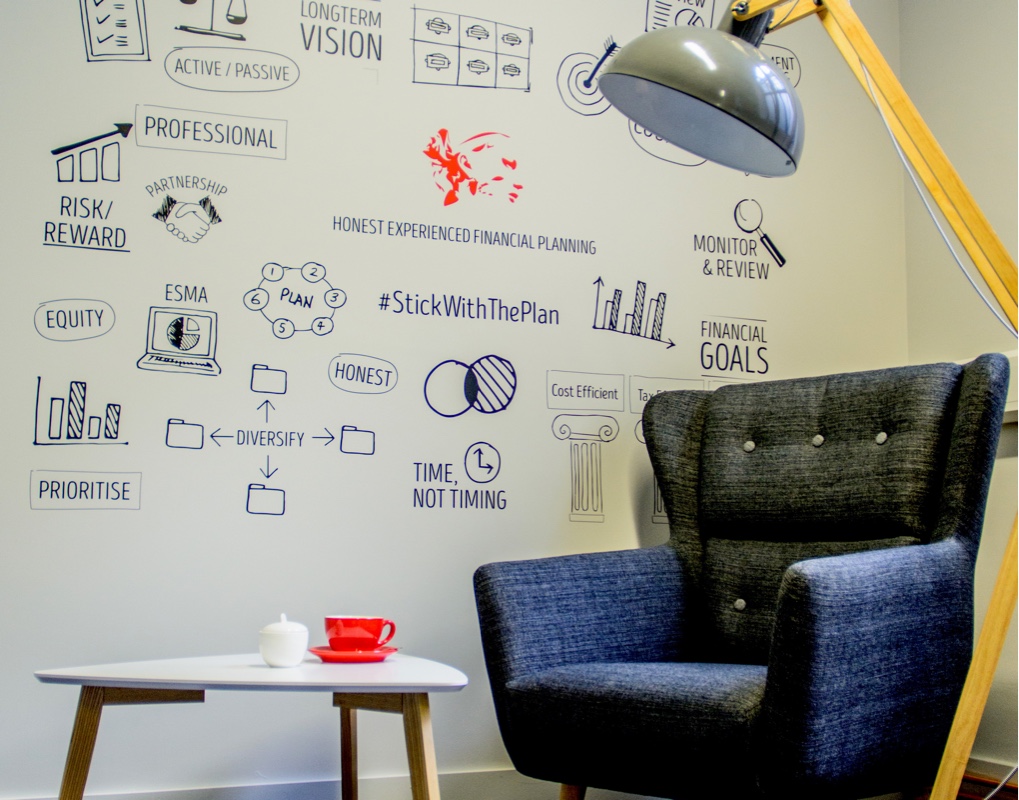 LONGTERM
VISION
ACTIVE / PASSIVE
PROFESSIONAL
PARTNERSHIP
RISK/
REWARD
HONEST EXPERIENCED FINANCIAL PLANNING
MONITOR
& REVIEW
ESMA
1
2
3
4
5
6
PLAN
#StickWithThePlan
EQUITY
HONEST
FINANCIAL
GOALS
Cost Efficient
Tax
DIVERSIFY
PRIORITISE
TIME,
NOT TIMING